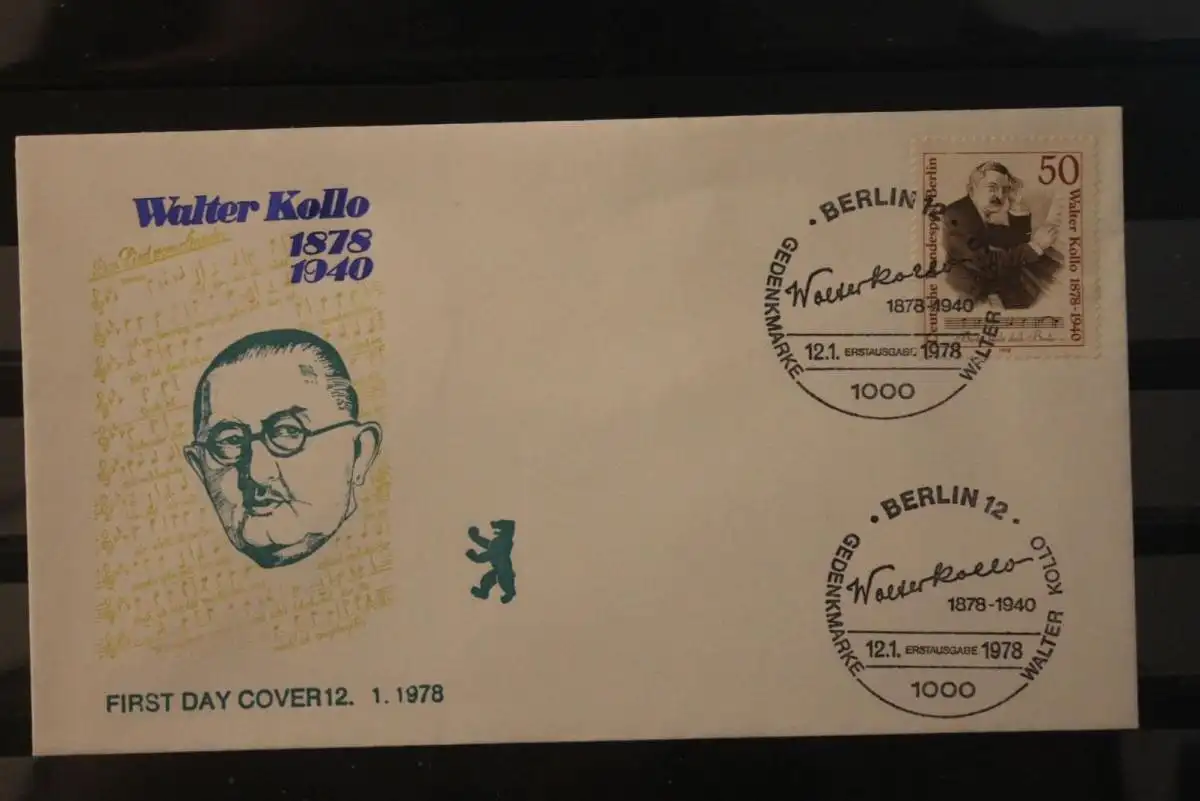 Walter Kollo
1878
1940
FIRST DAY COVER12. 1. 1978
50
Deutsche Bundespost Berlin
Walter Kollo 1878-1940
• BERLIN 12 •
GEDENKMARKE
WALTER
Walter Kollo
1878-1940
12.1. ERSTAUSGABE 1978
1000
• BERLIN 12 •
GEDENKMARKE
WALTER KOLLO
Walter Kollo
1878-1940
12.1. ERSTAUSGABE 1978
1000